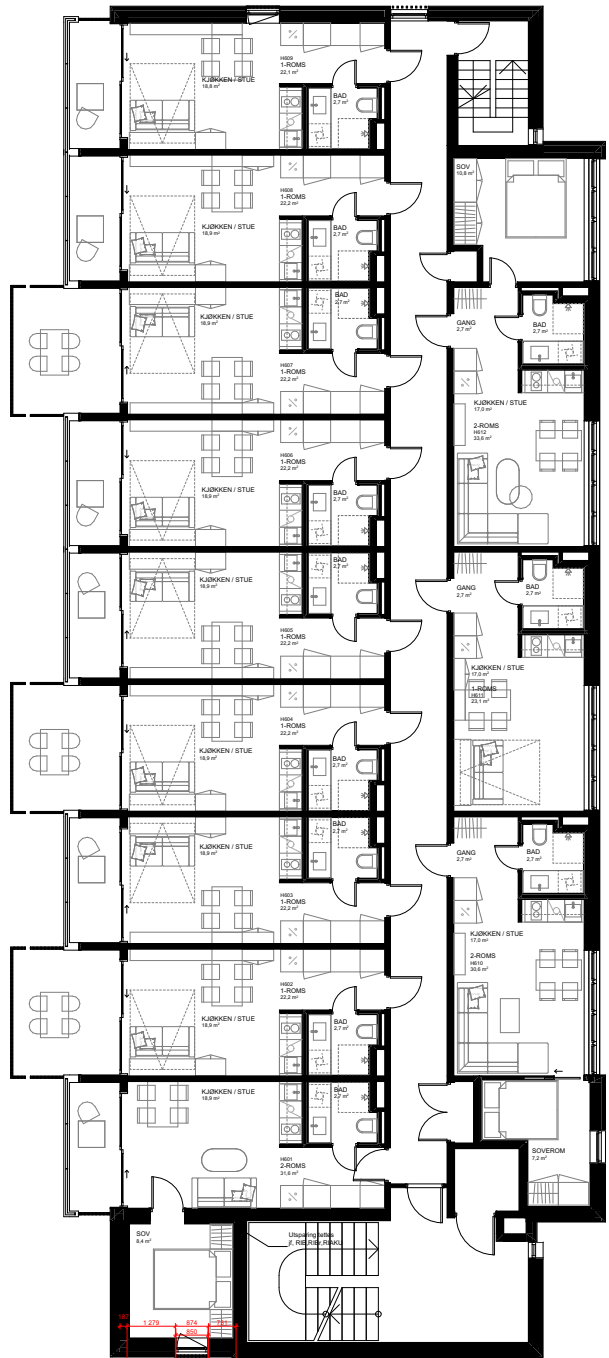 H609
1-ROMS
22,1 m²
KJØKKEN / STUE
18,8 m²
BAD
2,7 m²
SOV
10,8 m²
H608
1-ROMS
22,2 m²
KJØKKEN / STUE
18,9 m²
BAD
2,7 m²
BAD
2,7 m²
KJØKKEN / STUE
18,9 m²
H607
1-ROMS
22,2 m²
GANG
2,7 m²
BAD
2,7 m²
KJØKKEN / STUE
17,0 m²
2-ROMS
H612
33,6 m²
H606
1-ROMS
22,2 m²
KJØKKEN / STUE
18,9 m²
BAD
2,7 m²
BAD
2,7 m²
KJØKKEN / STUE
18,9 m²
H605
1-ROMS
22,2 m²
GANG
2,7 m²
BAD
2,7 m²
KJØKKEN / STUE
17,0 m²
1-ROMS
H611
23,1 m²
H604
1-ROMS
22,2 m²
KJØKKEN / STUE
18,9 m²
BAD
2,7 m²
BAD
2,7 m²
KJØKKEN / STUE
18,9 m²
H603
1-ROMS
22,2 m²
GANG
2,7 m²
BAD
2,7 m²
KJØKKEN / STUE
17,0 m²
2-ROMS
H610
30,6 m²
H602
1-ROMS
22,2 m²
KJØKKEN / STUE
18,9 m²
BAD
2,7 m²
KJØKKEN / STUE
18,9 m²
BAD
2,7 m²
H601
2-ROMS
31,6 m²
SOVEROM
7,2 m²
SOV
8,4 m²
Utsparing tettes
jf. RIB,RIBr,RIAKU
1 279
874
850